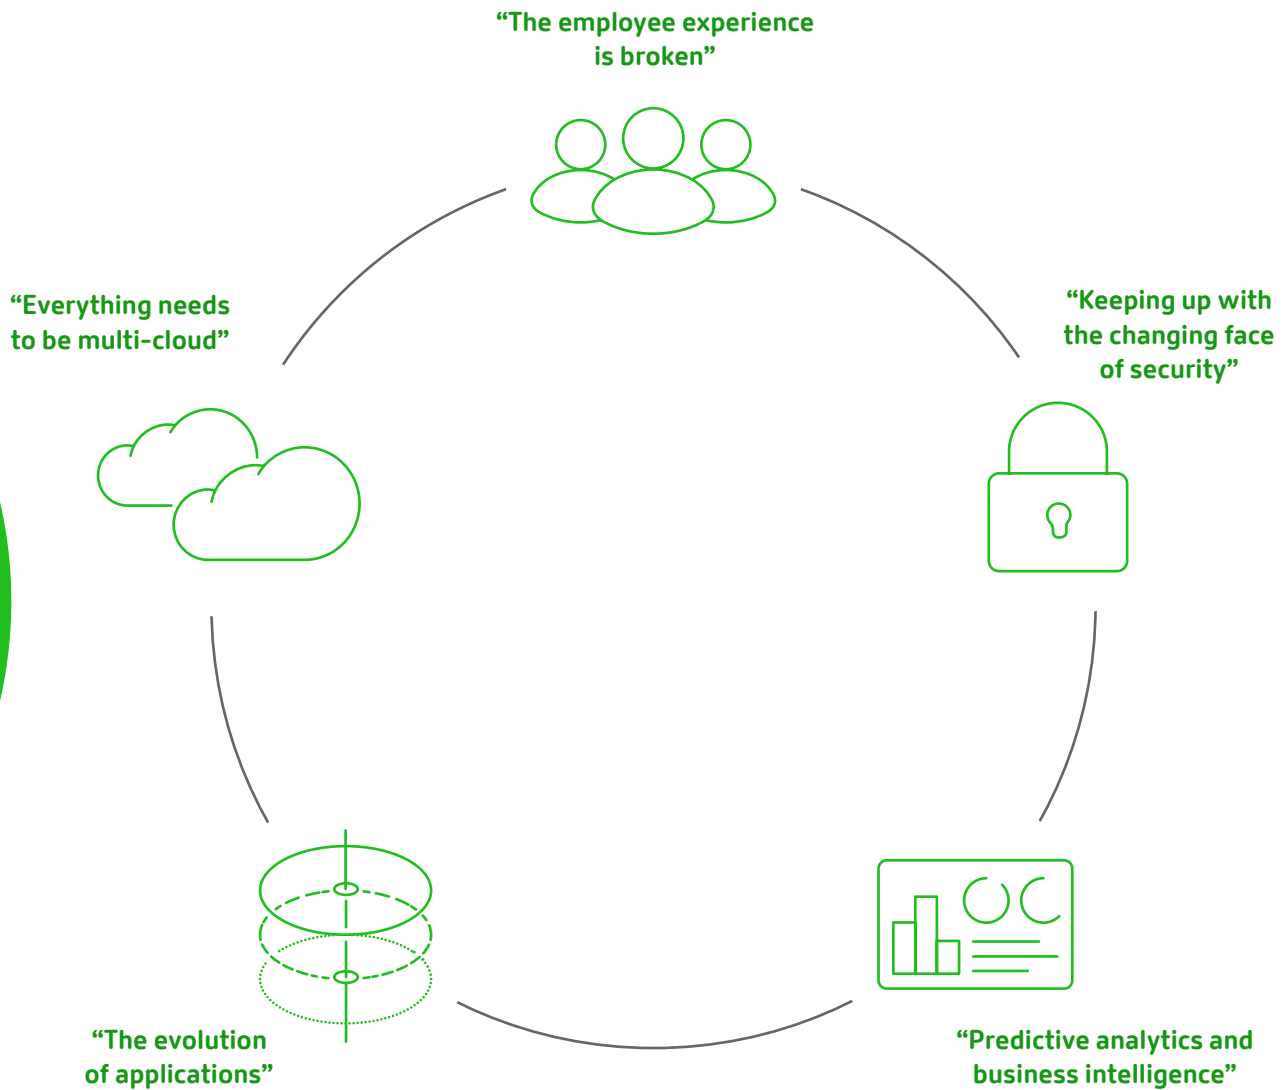 “The employee experience
is broken”
“Everything needs
to be multi-cloud”
“Keeping up with
the changing face
of security”
“The evolution
of applications”
“Predictive analytics and
business intelligence”